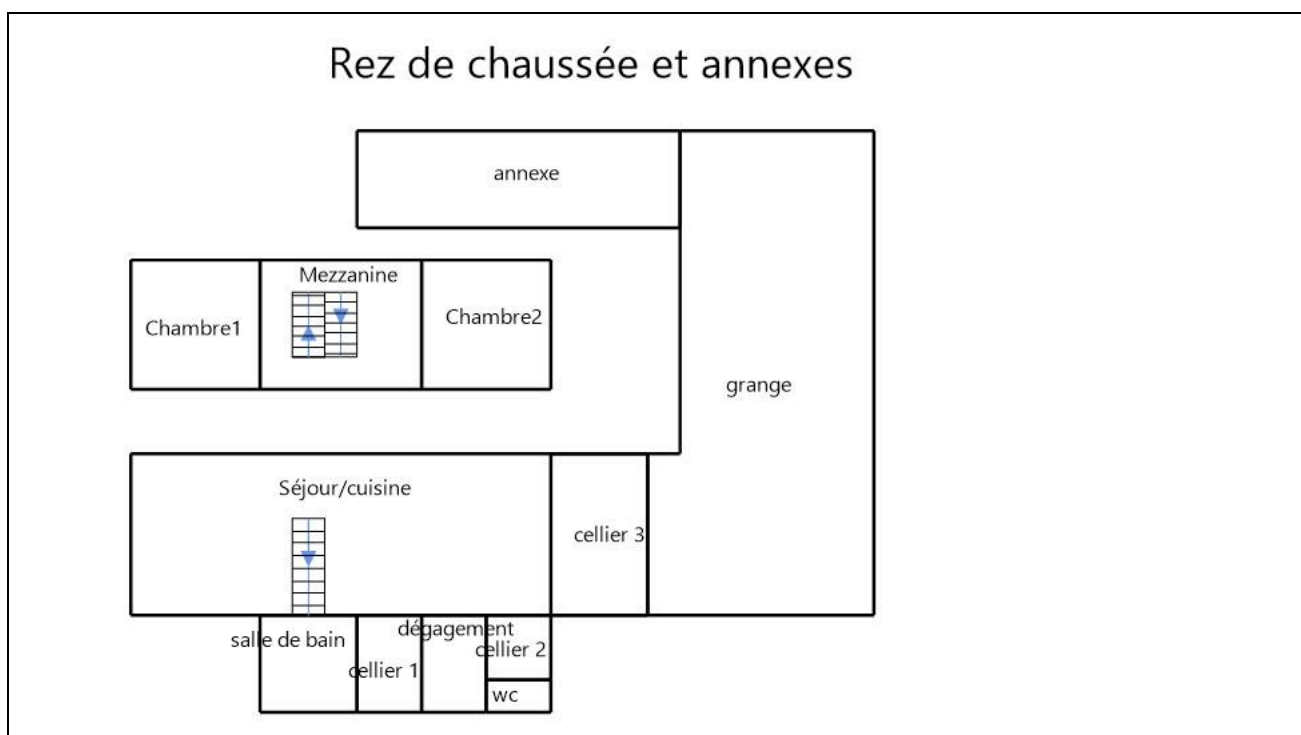 Rez de chaussée et annexes
annexe
Mezzanine
Chambre1
Chambre2
grange
Séjour/cuisine
cellier 3
salle de bain
dégagement
cellier 1
cellier 2
wc